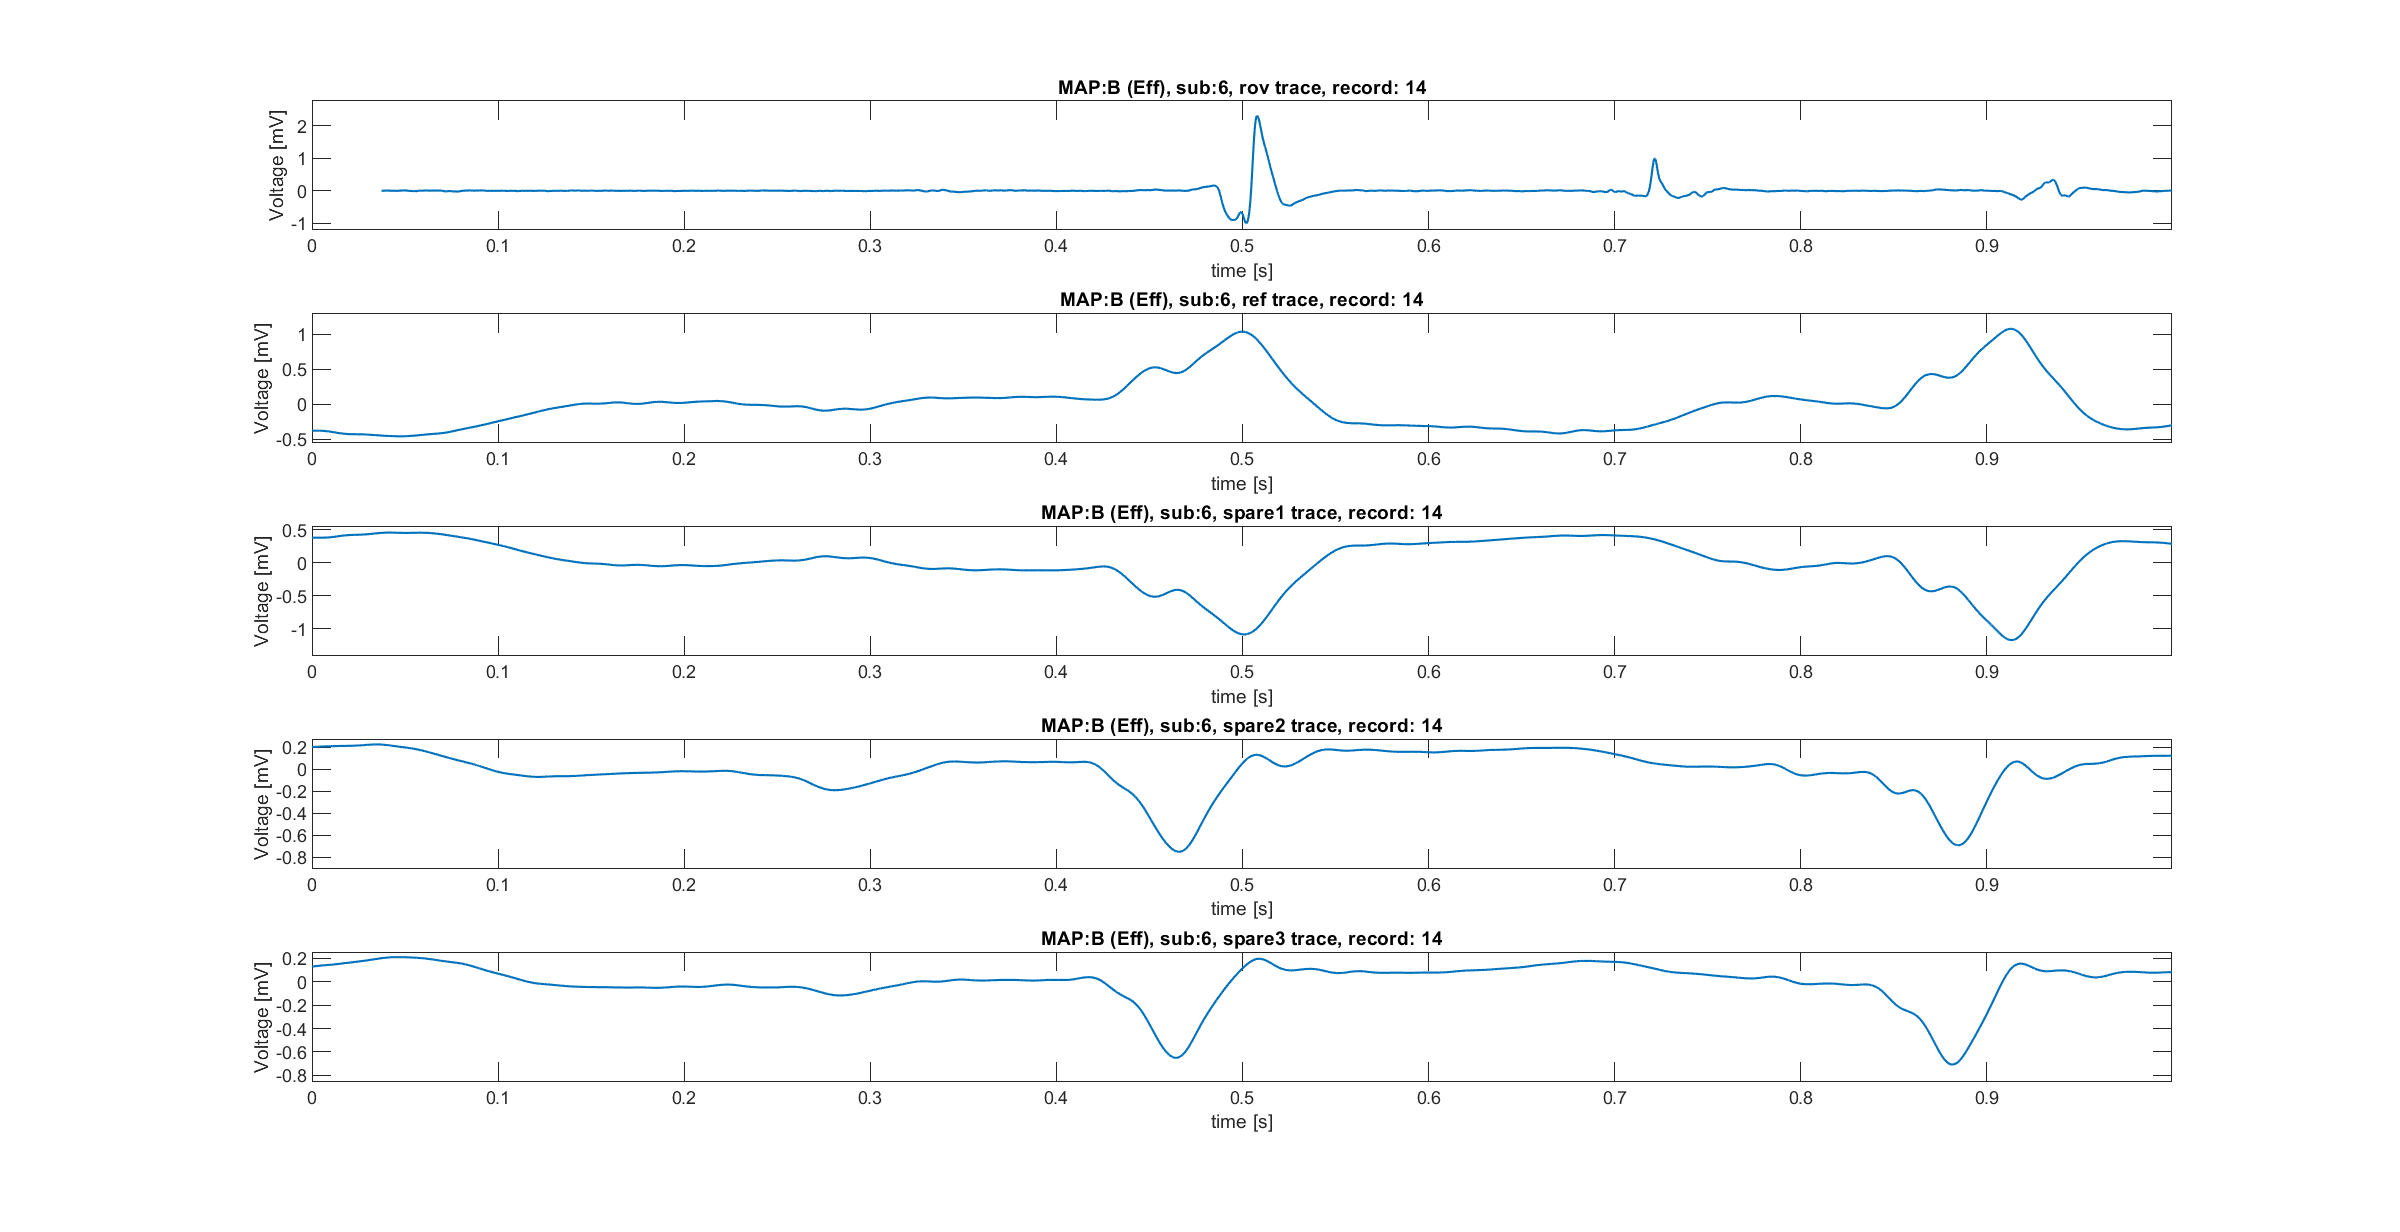 MAP:B (Eff), sub:6, rov trace, record: 14
Voltage [mV]
2
1
0
-1
0 0.1 0.2 0.3 0.4 0.5 0.6 0.7 0.8 0.9
time [s]
MAP:B (Eff), sub:6, ref trace, record: 14
Voltage [mV]
1
0.5
0
-0.5
0 0.1 0.2 0.3 0.4 0.5 0.6 0.7 0.8 0.9
time [s]
MAP:B (Eff), sub:6, spare1 trace, record: 14
Voltage [mV]
0.5
0
-0.5
-1
0 0.1 0.2 0.3 0.4 0.5 0.6 0.7 0.8 0.9
time [s]
MAP:B (Eff), sub:6, spare2 trace, record: 14
Voltage [mV]
0.2
0
-0.2
-0.4
-0.6
-0.8
0 0.1 0.2 0.3 0.4 0.5 0.6 0.7 0.8 0.9
time [s]
MAP:B (Eff), sub:6, spare3 trace, record: 14
Voltage [mV]
0.2
0
-0.2
-0.4
-0.6
-0.8
0 0.1 0.2 0.3 0.4 0.5 0.6 0.7 0.8 0.9
time [s]